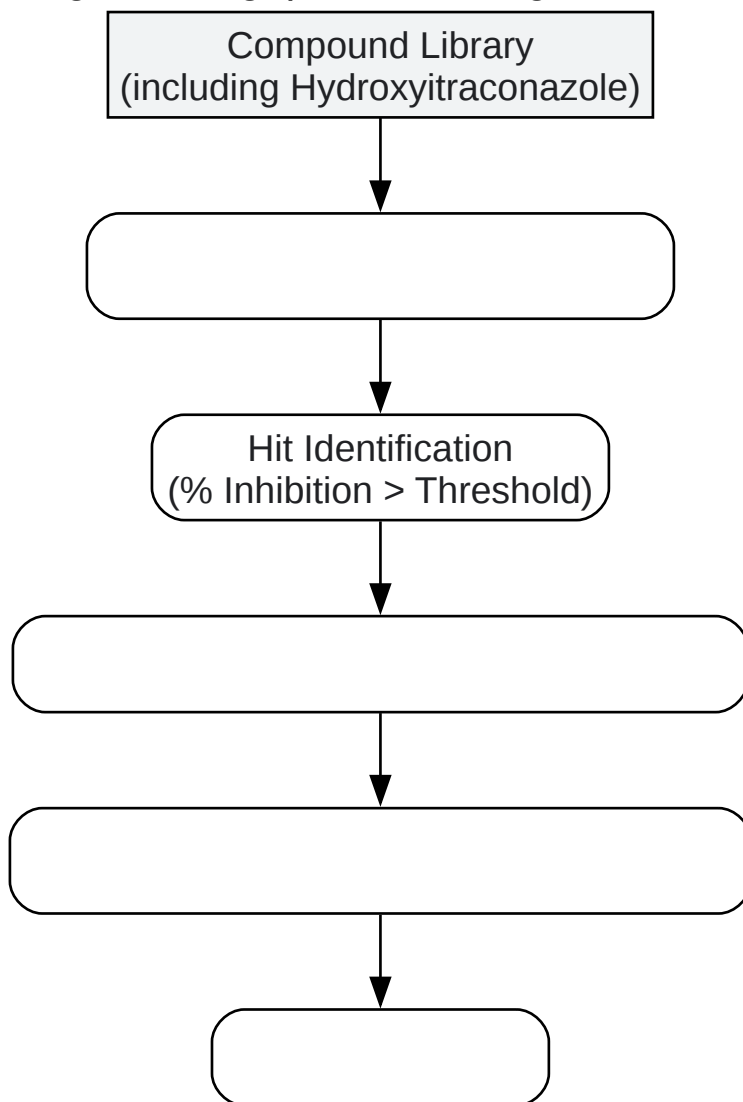 Compound Library
(including Hydroxyitraconazole)
Hit Identification
(% Inhibition > Threshold)